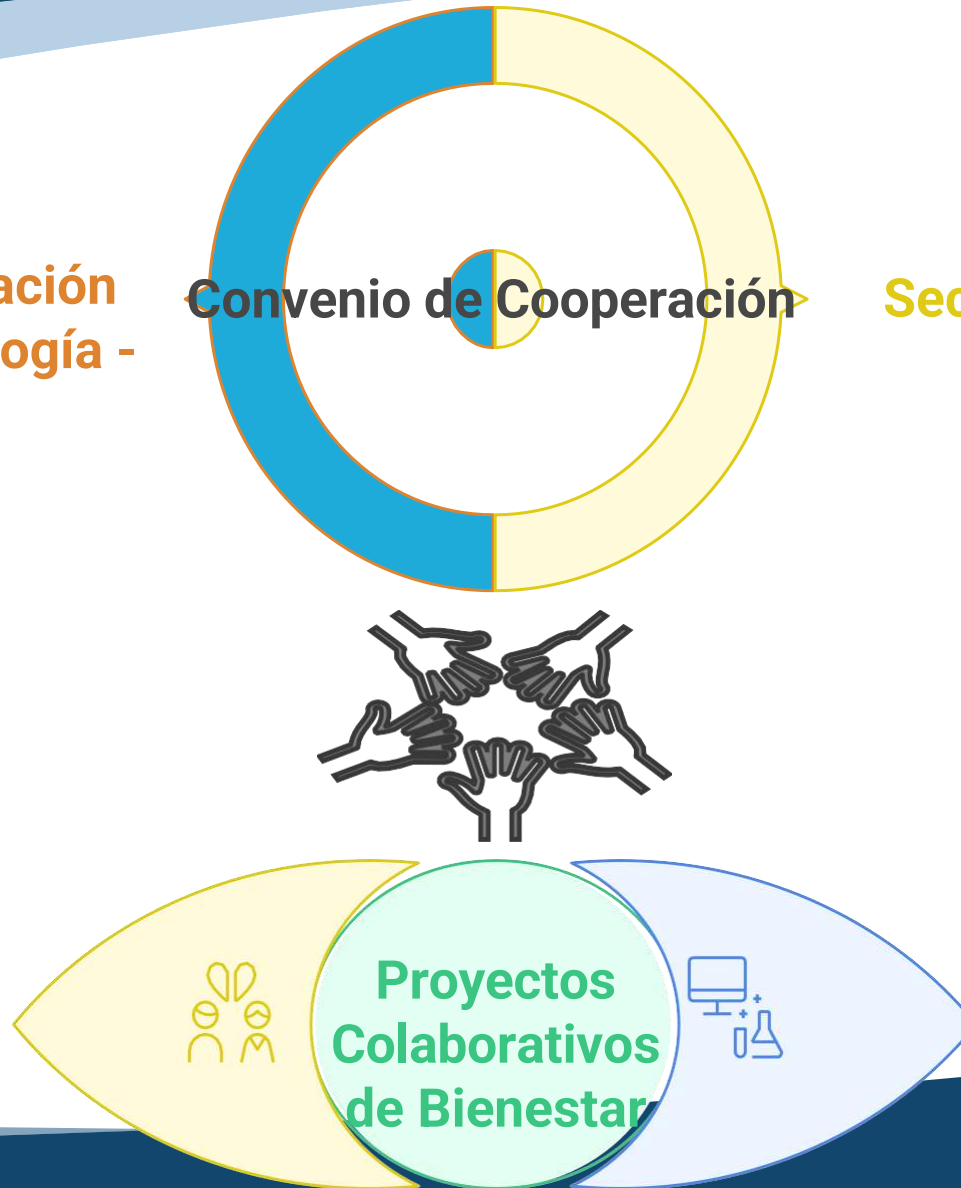 ación
ogía -
Convenio de Cooperación
Sec
Proyectos
Colaborativos
de Bienestar